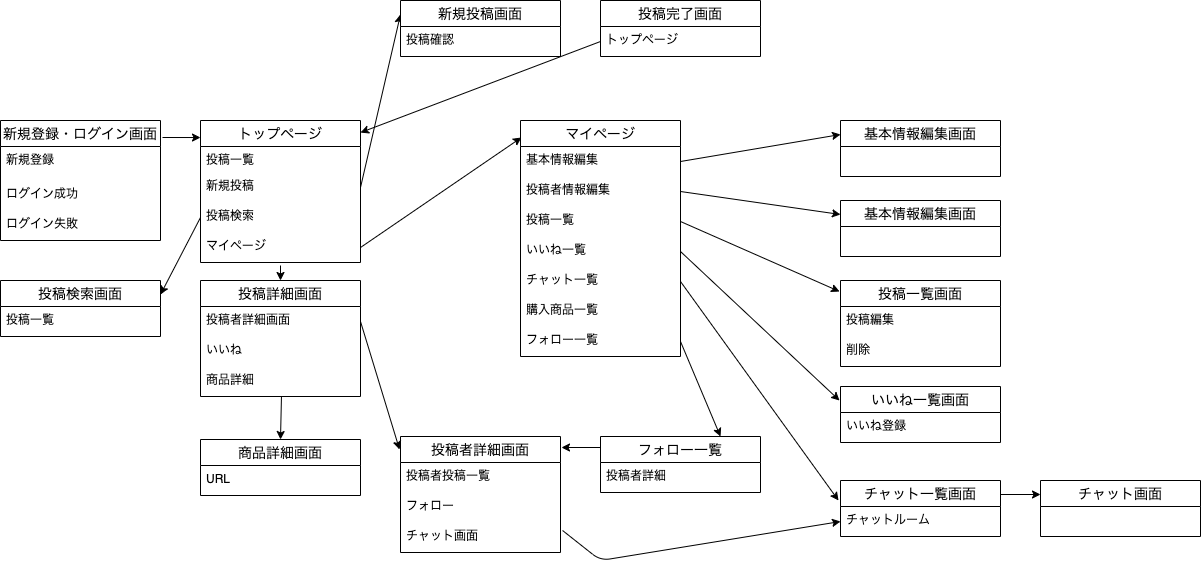 新規投稿画面
投稿確認
投稿完了画面
トップページ
新規登録・ログイン画面
新規登録
ログイン成功
ログイン失敗
トップページ
投稿一覧
新規投稿
投稿検索
マイページ
マイページ
基本情報編集
投稿者情報編集
投稿一覧
いいね一覧
チャット一覧
購入商品一覧
フォロー一覧
基本情報編集画面
基本情報編集画面
投稿検索画面
投稿一覧
投稿詳細画面
投稿者詳細画面
いいね
商品詳細
投稿一覧画面
投稿編集
削除
いいね一覧画面
いいね登録
商品詳細画面
URL
投稿者詳細画面
投稿者投稿一覧
フォロー
チャット画面
フォロー一覧
投稿者詳細
チャット一覧画面
チャットルーム
チャット画面